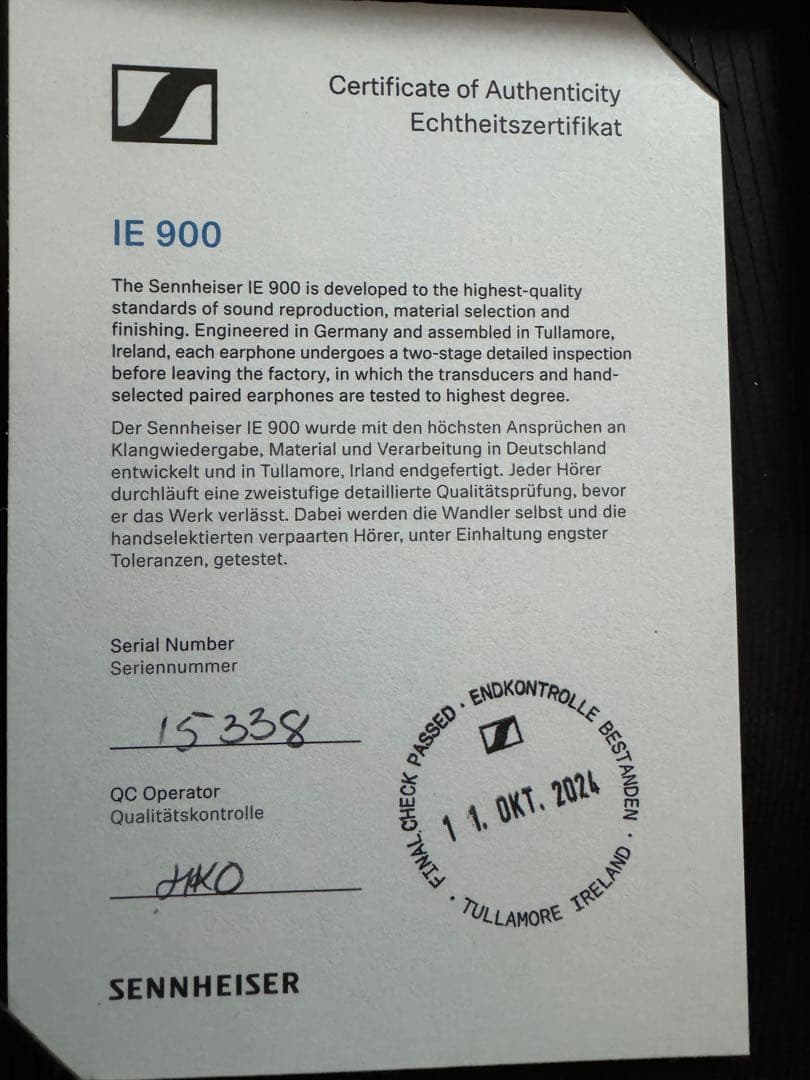 Certificate of Authenticity
Echtheitszertifikat
IE 900
The Sennheiser IE 900 is developed to the highest-quality
standards of sound reproduction, material selection and
finishing. Engineered in Germany and assembled in Tullamore,
Ireland, each earphone undergoes a two-stage detailed inspection
before leaving the factory, in which the transducers and hand-
selected paired earphones are tested to highest degree.
Der Sennheiser IE 900 wurde mit den höchsten Ansprüchen an
Klangwiedergabe, Material und Verarbeitung in Deutschland
entwickelt und in Tullamore, Irland endgefertigt. Jeder Hörer
durchläuft eine zweistufige detaillierte Qualitätsprüfung, bevor
er das Werk verlässt. Dabei werden die Wandler selbst und die
handselektierten verpaarten Hörer, unter Einhaltung engster
Toleranzen, getestet.
Serial Number
Seriennummer
15338
QC Operator
Qualitätskontrolle
FINAL CHECK PASSED · ENDKONTROLLE BESTANDEN ·
11. OKT. 2024
TULLAMORE IRELAND ·
SENNHEISER